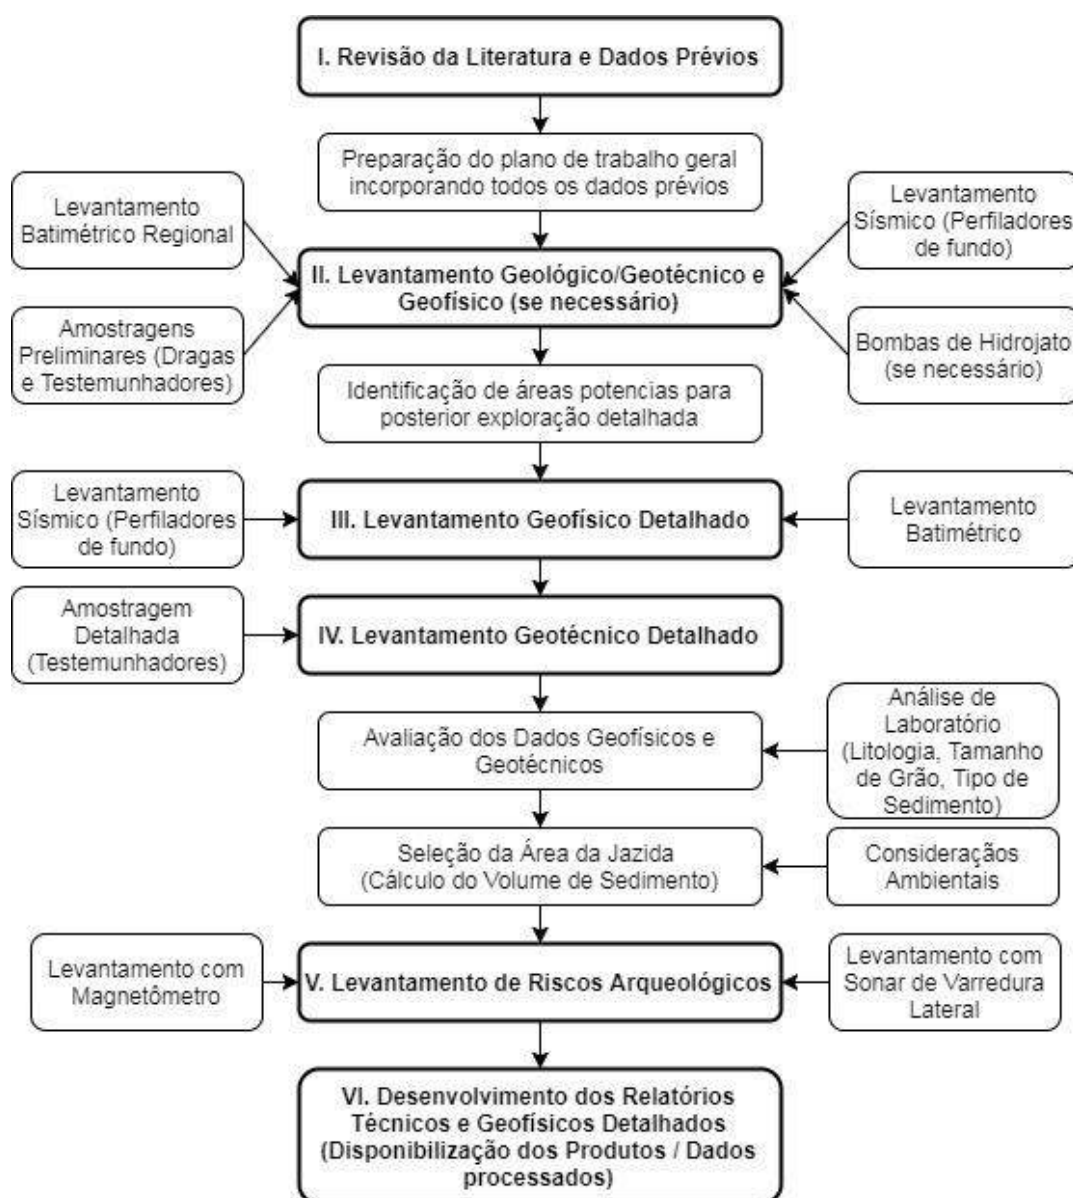 I. Revisão da Literatura e Dados Prévios
Preparação do plano de trabalho geral
incorporando todos os dados prévios
Levantamento
Batimétrico Regional
Levantamento
Sísmico (Perfiladores
de fundo)
II. Levantamento Geológico/Geotécnico e
Geofísico (se necessário)
Amostragens
Preliminares (Dragas
e Testemunhadores)
Bombas de Hidrojato
(se necessário)
Identificação de áreas potencias para
posterior exploração detalhada
Levantamento
Sísmico (Perfiladores
de fundo)
III. Levantamento Geofísico Detalhado
Levantamento
Batimétrico
Amostragem
Detalhada
(Testemunhadores)
IV. Levantamento Geotécnico Detalhado
Avaliação dos Dados Geofísicos e
Geotécnicos
Análise de
Laboratório
(Litologia, Tamanho
de Grão, Tipo de
Sedimento)
Seleção da Área da Jazida
(Cálculo do Volume de Sedimento)
Consideraçãos
Ambientais
Levantamento com
Magnetômetro
V. Levantamento de Riscos Arqueológicos
Levantamento com
Sonar de Varredura
Lateral
VI. Desenvolvimento dos Relatórios
Técnicos e Geofísicos Detalhados
(Disponibilização dos Produtos / Dados
processados)